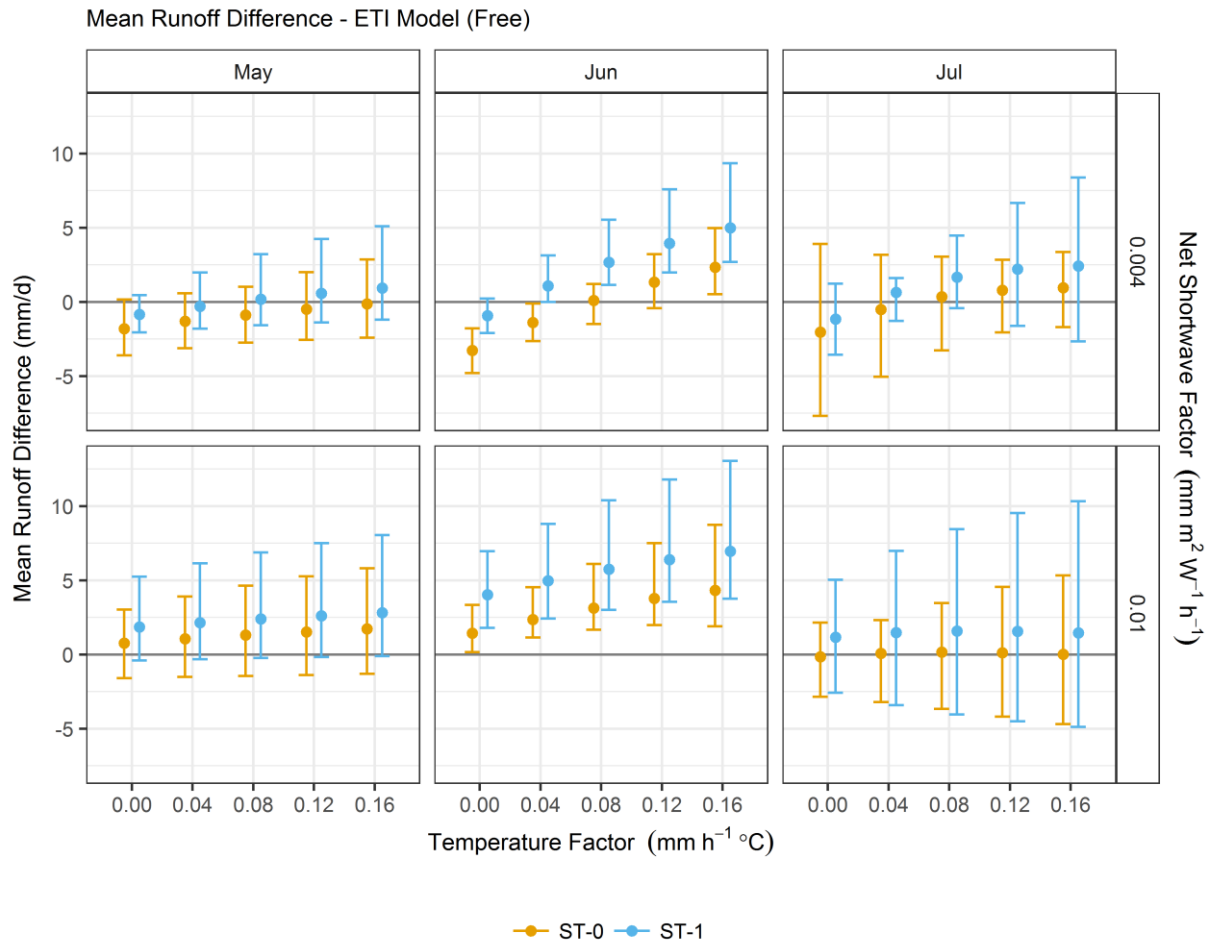 Mean Runoff Difference - ETI Model (Free)
May
Jun
Jul
10
5
0
-5
0.004
10
5
0
-5
0.01
Mean Runoff Difference (mm/d)
Net Shortwave Factor (mm m² W⁻¹ h⁻¹)
0.00 0.04 0.08 0.12 0.16
0.00 0.04 0.08 0.12 0.16
0.00 0.04 0.08 0.12 0.16
Temperature Factor (mm h⁻¹ °C)
ST-0 ST-1